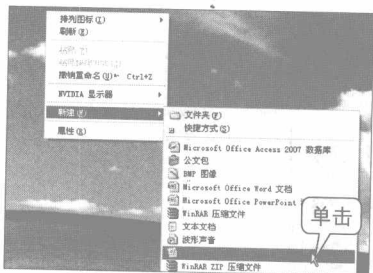 排列图标(I)
刷新(E)
撤销重命名(U) Ctrl+Z
NVIDIA 显示器
新建(W)
属性(R)
文件夹(F)
快捷方式(S)
Microsoft Office Access 2007 数据库
公文包
BMP 图像
Microsoft Office Word 文档
Microsoft Office PowerPoint
WinRAR 压缩文件
文本文档
波形声音
单击
WinRAR ZIP 压缩文件